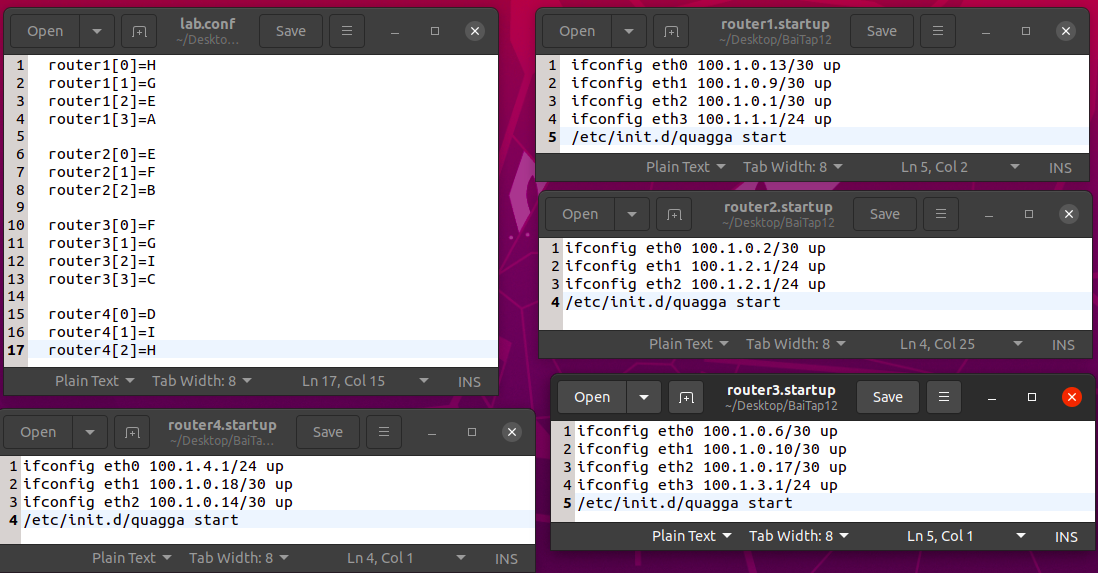 Open
lab.conf
~/Deskto...
Save
1 router1[0]=H
2 router1[1]=G
3 router1[2]=E
4 router1[3]=A
5
6 router2[0]=E
7 router2[1]=F
8 router2[2]=B
9
10 router3[0]=F
11 router3[1]=G
12 router3[2]=I
13 router3[3]=C
14
15 router4[0]=D
16 router4[1]=I
17 router4[2]=H
Plain Text Tab Width: 8 Ln 17, Col 15 INS
Open
router1.startup
~/Desktop/BaiTap12
Save
1 ifconfig eth0 100.1.0.13/30 up
2 ifconfig eth1 100.1.0.9/30 up
3 ifconfig eth2 100.1.0.1/30 up
4 ifconfig eth3 100.1.1.1/24 up
5 /etc/init.d/quagga start
Plain Text Tab Width: 8 Ln 5, Col 2 INS
Open
router2.startup
~/Desktop/BaiTap12
Save
1 ifconfig eth0 100.1.0.2/30 up
2 ifconfig eth1 100.1.2.1/24 up
3 ifconfig eth2 100.1.2.1/24 up
4 /etc/init.d/quagga start
Plain Text Tab Width: 8 Ln 4, Col 25 INS
Open
router3.startup
~/Desktop/BaiTap12
Save
1 ifconfig eth0 100.1.0.6/30 up
2 ifconfig eth1 100.1.0.10/30 up
3 ifconfig eth2 100.1.0.17/30 up
4 ifconfig eth3 100.1.3.1/24 up
5 /etc/init.d/quagga start
Plain Text Tab Width: 8 Ln 5, Col 1 INS
Open
router4.startup
~/Desktop/BaiTa...
Save
1 ifconfig eth0 100.1.4.1/24 up
2 ifconfig eth1 100.1.0.18/30 up
3 ifconfig eth2 100.1.0.14/30 up
4 /etc/init.d/quagga start
Plain Text Tab Width: 8 Ln 4, Col 1 INS